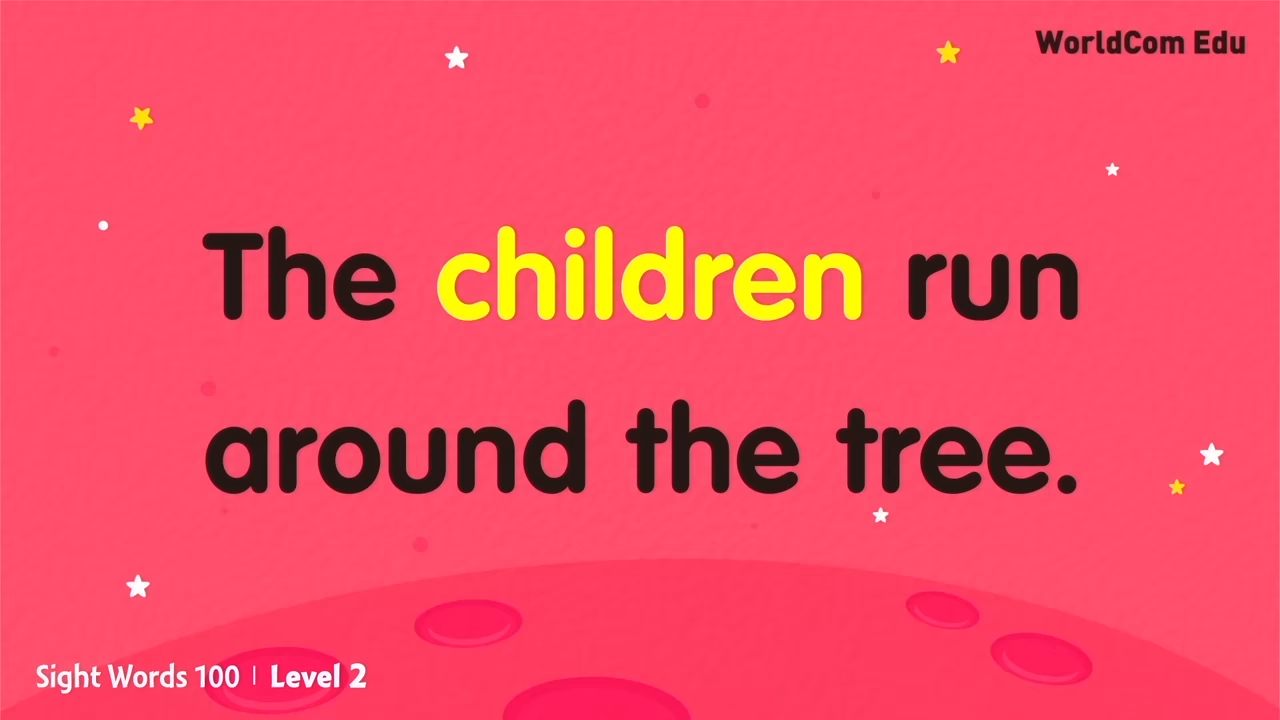 WorldCom Edu
The children run
around the tree.
Sight Words 100 | Level 2